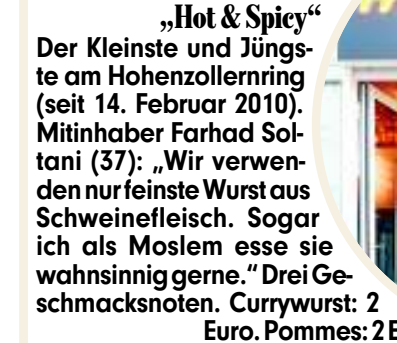 „Hot & Spicy“
Der Kleinste und Jüngs-
te am Hohenzollernring
(seit 14. Februar 2010).
Mitinhaber Farhad Sol-
tani (37): „Wir verwen-
den nur feinste Wurst aus
Schweinefleisch. Sogar
ich als Moslem esse sie
wahnsinnig gerne.“ Drei Ge-
schmacksnoten. Currywurst: 2
Euro. Pommes: 2 E